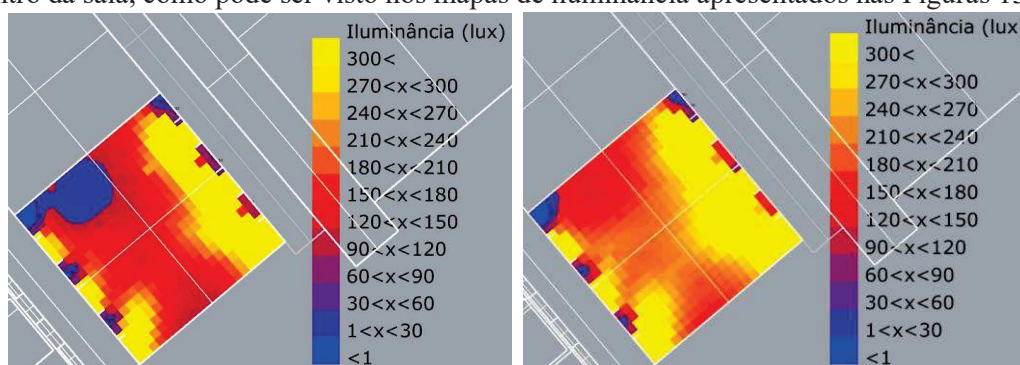 ntro da sala, como pode ser visto nos mapas de iluminância apresentados nas Figuras 13
Iluminância (lux)
300<
270<x<300
240<x<270
210<x<240
180<x<210
150<x<180
120<x<150
90<x<120
60<x<90
30<x<60
1<x<30
<1
Iluminância (lux
300<
270<x<300
240<x<270
210<x<240
180<x<210
150<x<180
120<x<150
90<x<120
60<x<90
30<x<60
1<x<30
<1